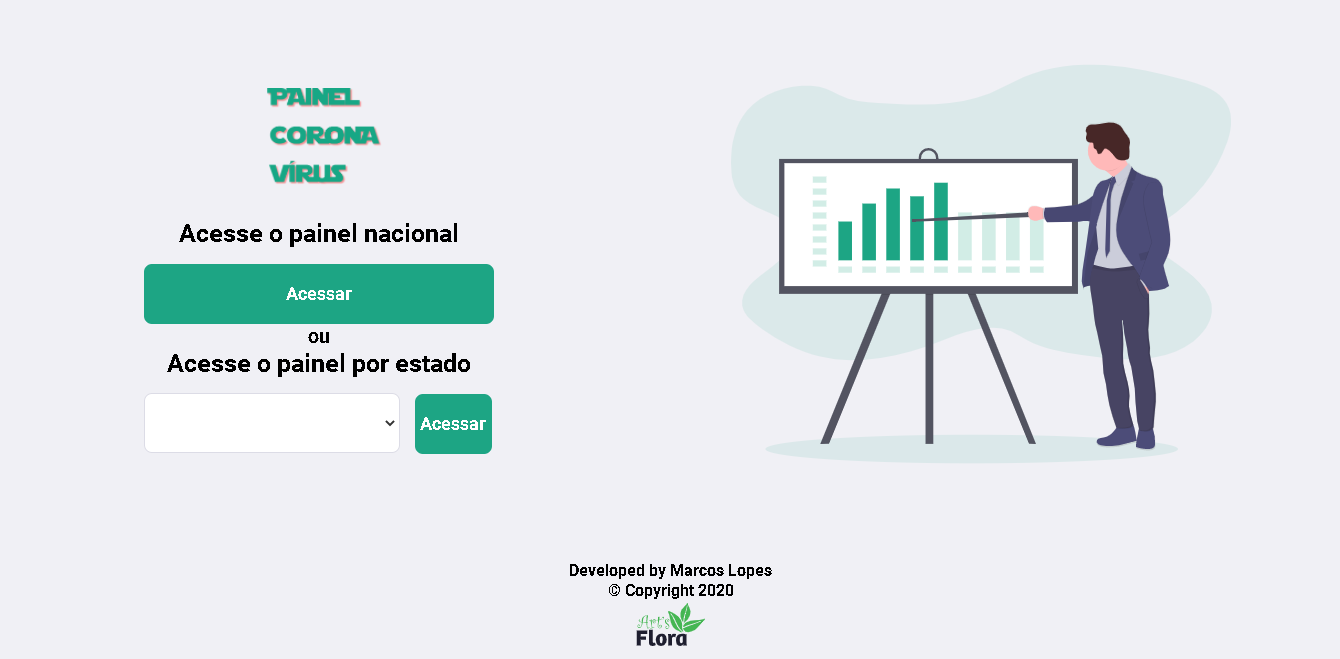 PAINEL
CORONA
VÍRUS
Acesse o painel nacional
Acessar
ou
Acesse o painel por estado
Acessar
Developed by Marcos Lopes
© Copyright 2020
Art's
Flora